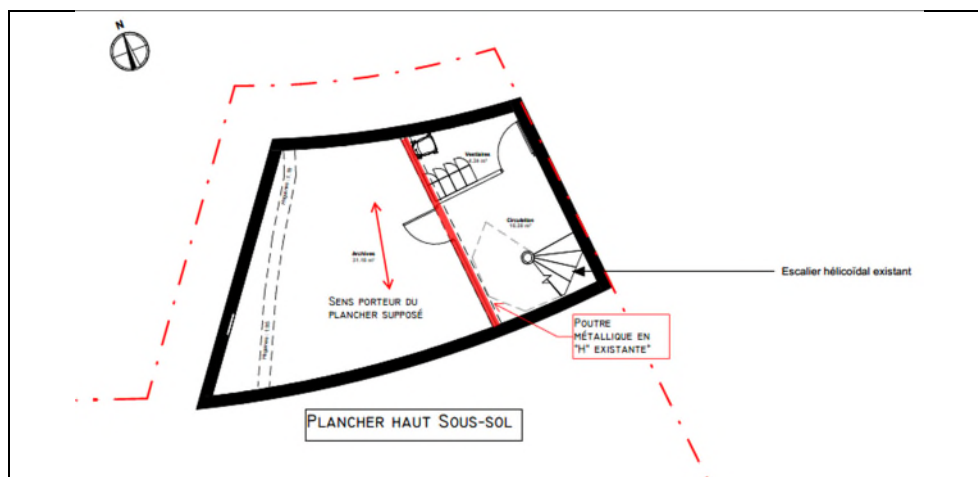 N
Vestiaires
Circulation
Archives
SENS PORTEUR DU
PLANCHER SUPPOSÉ
Escalier hélicoïdal existant
POUTRE
MÉTALLIQUE EN
"H" EXISTANTE"
PLANCHER HAUT SOUS-SOL